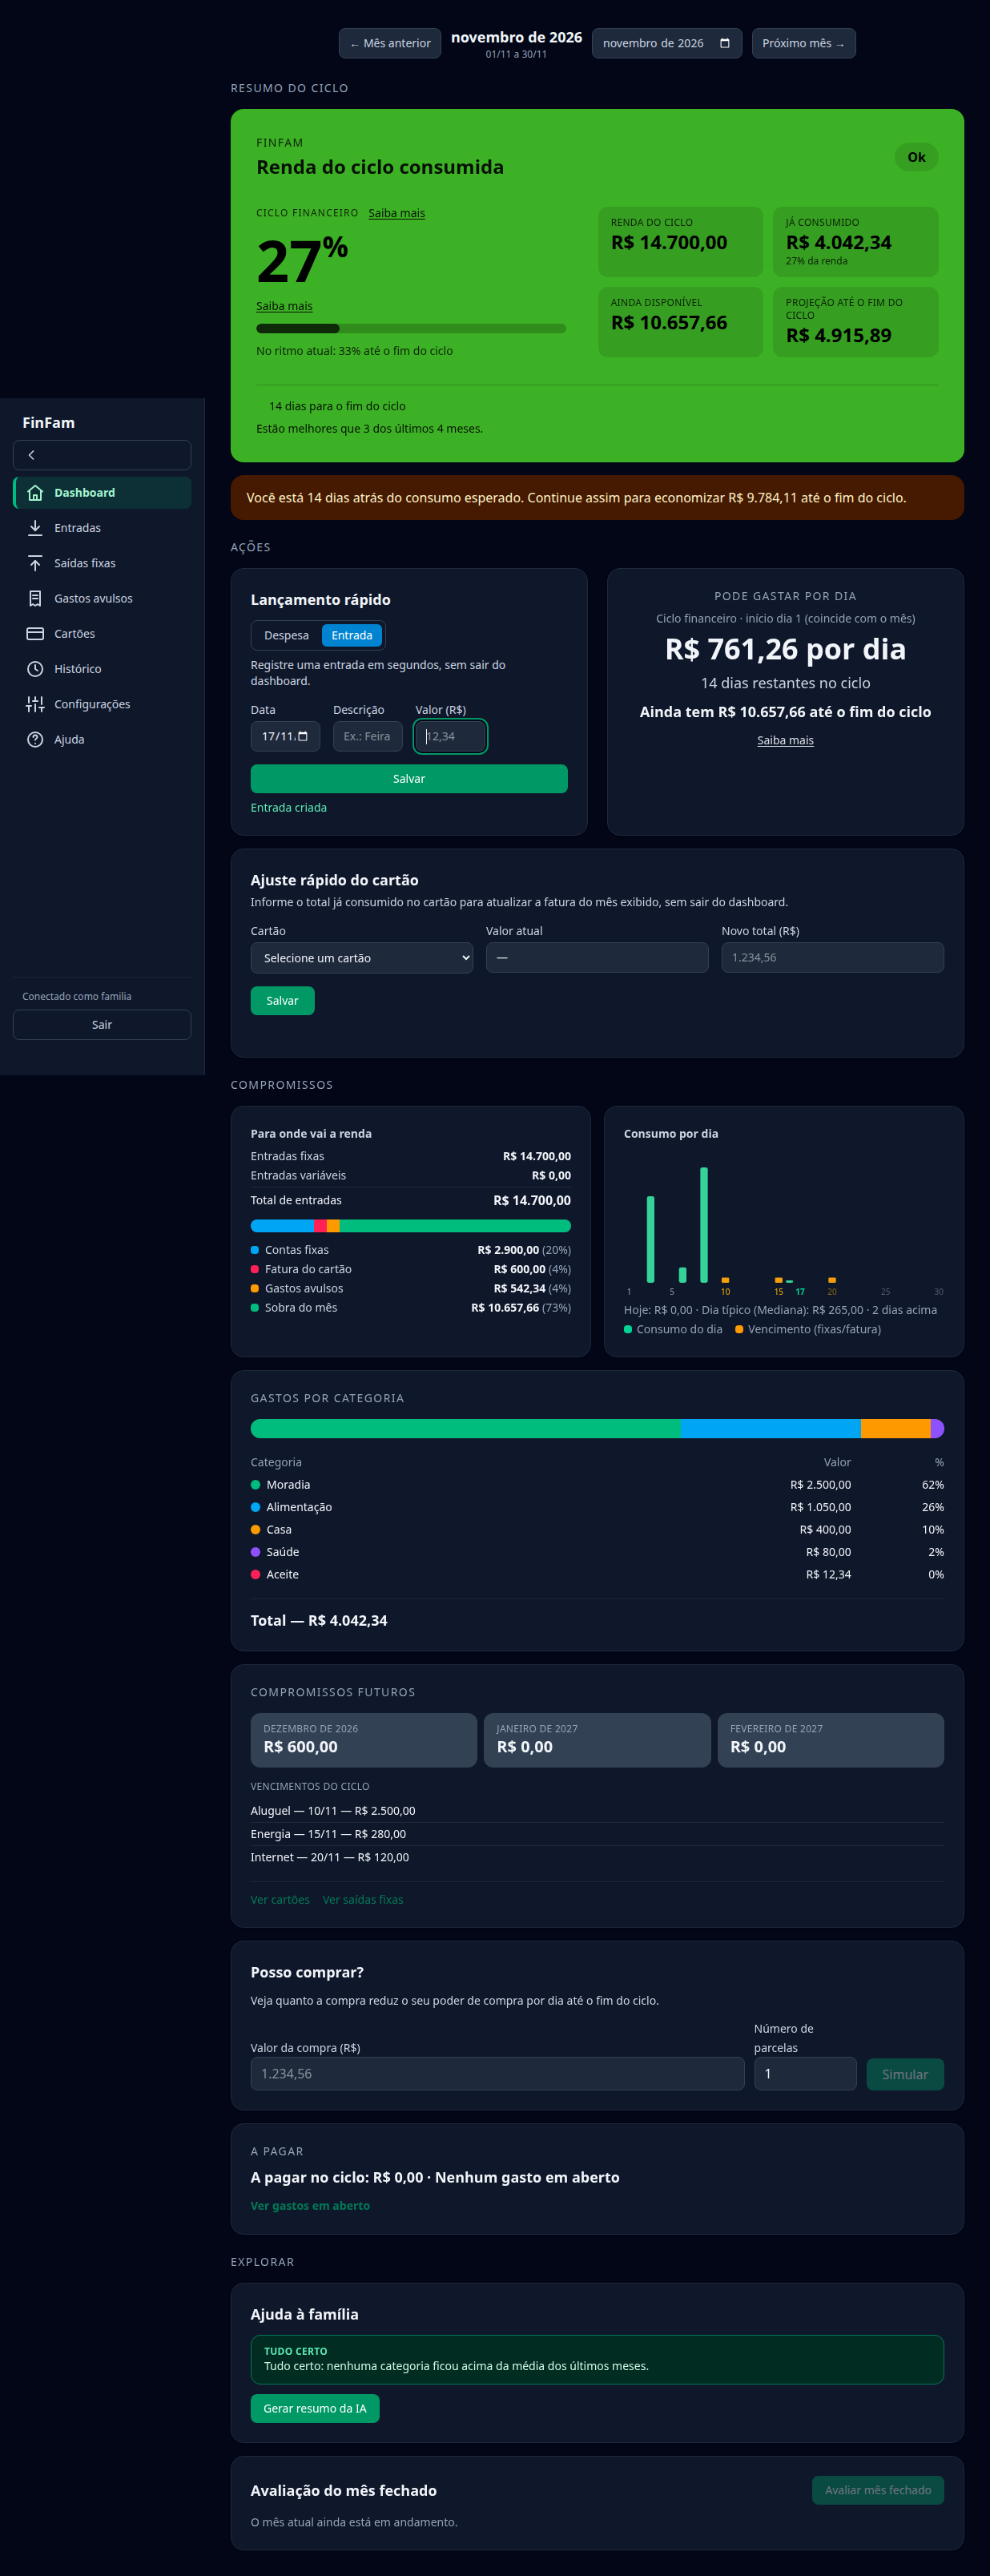 ← Mês anterior
novembro de 2026
01/11 a 30/11
novembro de 2026
Próximo mês →
RESUMO DO CICLO
FINFAM
Renda do ciclo consumida
Ok
CICLO FINANCEIRO Saiba mais
27%
Saiba mais
No ritmo atual: 33% até o fim do ciclo
RENDA DO CICLO
R$ 14.700,00
JÁ CONSUMIDO
R$ 4.042,34
27% da renda
AINDA DISPONÍVEL
R$ 10.657,66
PROJEÇÃO ATÉ O FIM DO
CICLO
R$ 4.915,89
14 dias para o fim do ciclo
Estão melhores que 3 dos últimos 4 meses.
FinFam
Dashboard
Entradas
Saídas fixas
Gastos avulsos
Cartões
Histórico
Configurações
Ajuda
Conectado como familia
Sair
Você está 14 dias atrás do consumo esperado. Continue assim para economizar R$ 9.784,11 até o fim do ciclo.
AÇÕES
Lançamento rápido
Despesa Entrada
Registre uma entrada em segundos, sem sair do
dashboard.
Data Descrição Valor (R$)
17/11, Ex.: Feira 12,34
Salvar
Entrada criada
PODE GASTAR POR DIA
Ciclo financeiro · início dia 1 (coincide com o mês)
R$ 761,26 por dia
14 dias restantes no ciclo
Ainda tem R$ 10.657,66 até o fim do ciclo
Saiba mais
Ajuste rápido do cartão
Informe o total já consumido no cartão para atualizar a fatura do mês exibido, sem sair do dashboard.
Cartão Valor atual Novo total (R$)
Selecione um cartão — 1.234,56
Salvar
COMPROMISSOS
Para onde vai a renda
Entradas fixas R$ 14.700,00
Entradas variáveis R$ 0,00
Total de entradas R$ 14.700,00
Contas fixas R$ 2.900,00 (20%)
Fatura do cartão R$ 600,00 (4%)
Gastos avulsos R$ 542,34 (4%)
Sobra do mês R$ 10.657,66 (73%)
Consumo por dia
1 5 10 15 17 20 25 30
Hoje: R$ 0,00 · Dia típico (Mediana): R$ 265,00 · 2 dias acima
Consumo do dia Vencimento (fixas/fatura)
GASTOS POR CATEGORIA
Categoria Valor %
Moradia R$ 2.500,00 62%
Alimentação R$ 1.050,00 26%
Casa R$ 400,00 10%
Saúde R$ 80,00 2%
Aceite R$ 12,34 0%
Total — R$ 4.042,34
COMPROMISSOS FUTUROS
DEZEMBRO DE 2026
R$ 600,00
JANEIRO DE 2027
R$ 0,00
FEVEREIRO DE 2027
R$ 0,00
VENCIMENTOS DO CICLO
Aluguel — 10/11 — R$ 2.500,00
Energia — 15/11 — R$ 280,00
Internet — 20/11 — R$ 120,00
Ver cartões Ver saídas fixas
Posso comprar?
Veja quanto a compra reduz o seu poder de compra por dia até o fim do ciclo.
Valor da compra (R$)
1.234,56
Número de
parcelas
1
Simular
A PAGAR
A pagar no ciclo: R$ 0,00 · Nenhum gasto em aberto
Ver gastos em aberto
EXPLORAR
Ajuda à família
TUDO CERTO
Tudo certo: nenhuma categoria ficou acima da média dos últimos meses.
Gerar resumo da IA
Avaliação do mês fechado
Avaliar mês fechado
O mês atual ainda está em andamento.